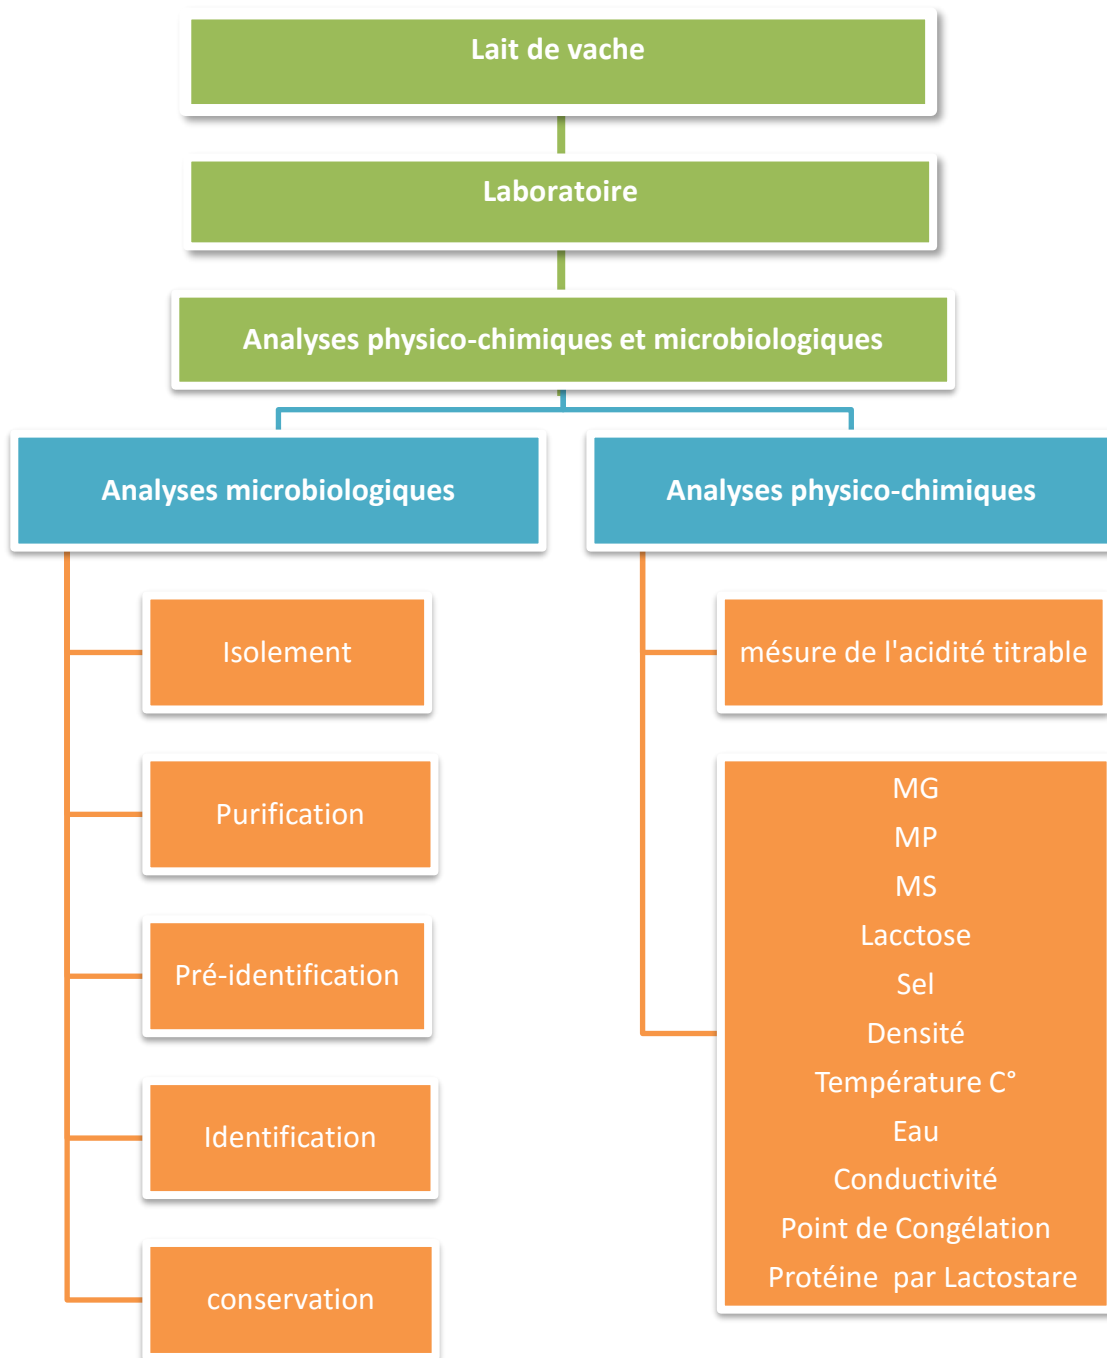 Lait de vache
Laboratoire
Analyses physico-chimiques et microbiologiques
Analyses microbiologiques
Isolement
Purification
Pré-identification
Identification
conservation
Analyses physico-chimiques
mésure de l'acidité titrable
MG
MP
MS
Lacctose
Sel
Densité
Température C°
Eau
Conductivité
Point de Congélation
Protéine par Lactostare